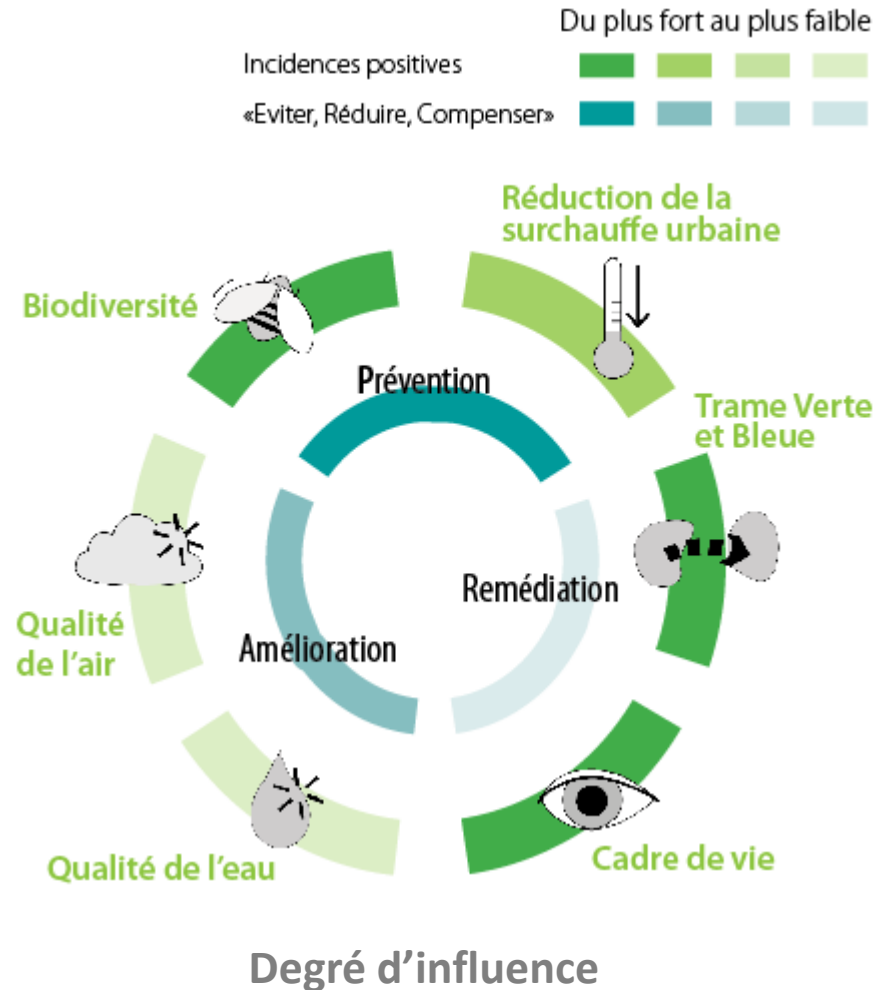 Du plus fort au plus faible
Incidences positives
«Eviter, Réduire, Compenser»
Réduction de la
surchauffe urbaine
Biodiversité
Prévention
Trame Verte
et Bleue
Remédiation
Qualité
de l'air
Amélioration
Qualité de l'eau
Cadre de vie
Degré d'influence